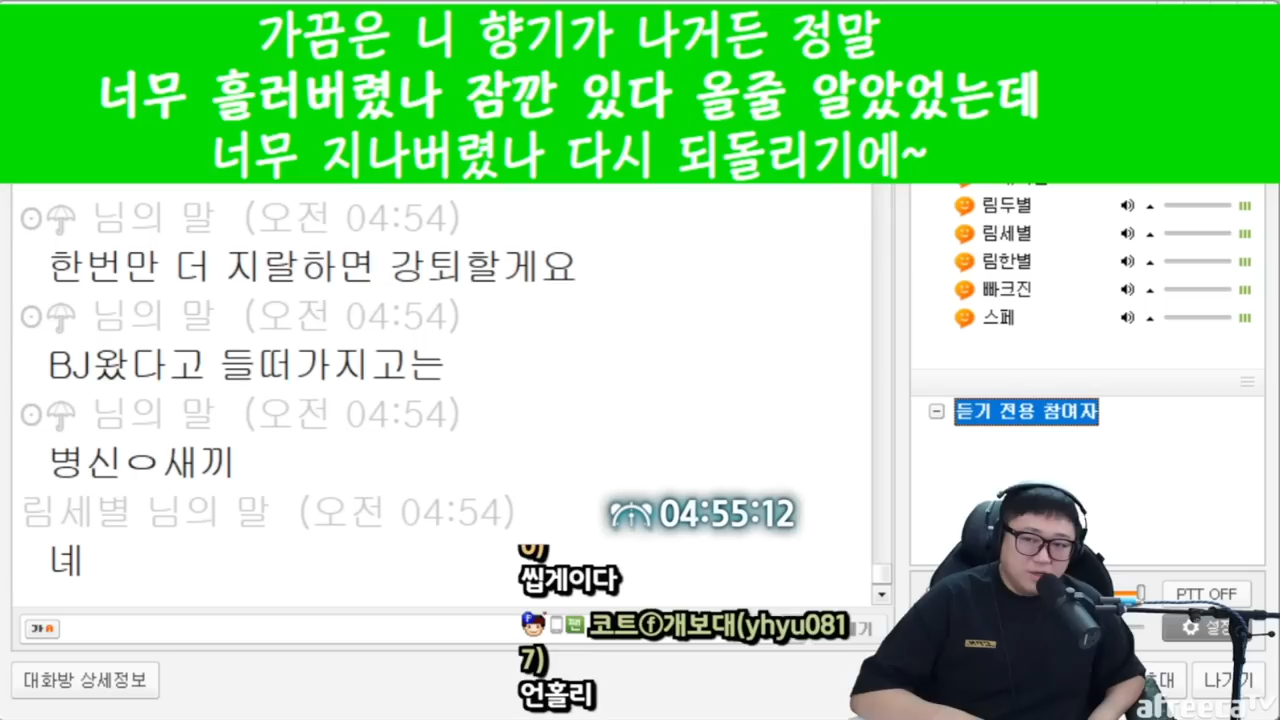 가끔은 니 향기가 나거든 정말
너무 흘러버렸나 잠깐 있다 올줄 알았었는데
너무 지나버렸나 다시 되돌리기에~
⊙☂ 님의 말 (오전 04:54)
한번만 더 지랄하면 강퇴할게요
⊙☂ 님의 말 (오전 04:54)
BJ왔다고 들떠가지고는
⊙☂ 님의 말 (오전 04:54)
병신ㅇ새끼
림세별 님의 말 (오전 04:54)
녜
림두별
림세별
림한별
빠크진
스페
듣기 전용 참여자
04:55:12
씹게이다
코트ⓕ개보대(yhyu081
7)
언홀리
가
대화방 상세정보
PTT OFF
설정
나가기
afreecaTV